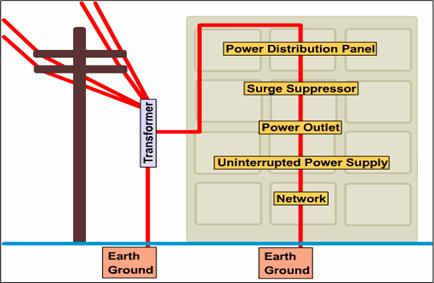 Power Distribution Panel
Surge Suppressor
Transformer
Power Outlet
Uninterrupted Power Supply
Network
Earth
Ground
Earth
Ground